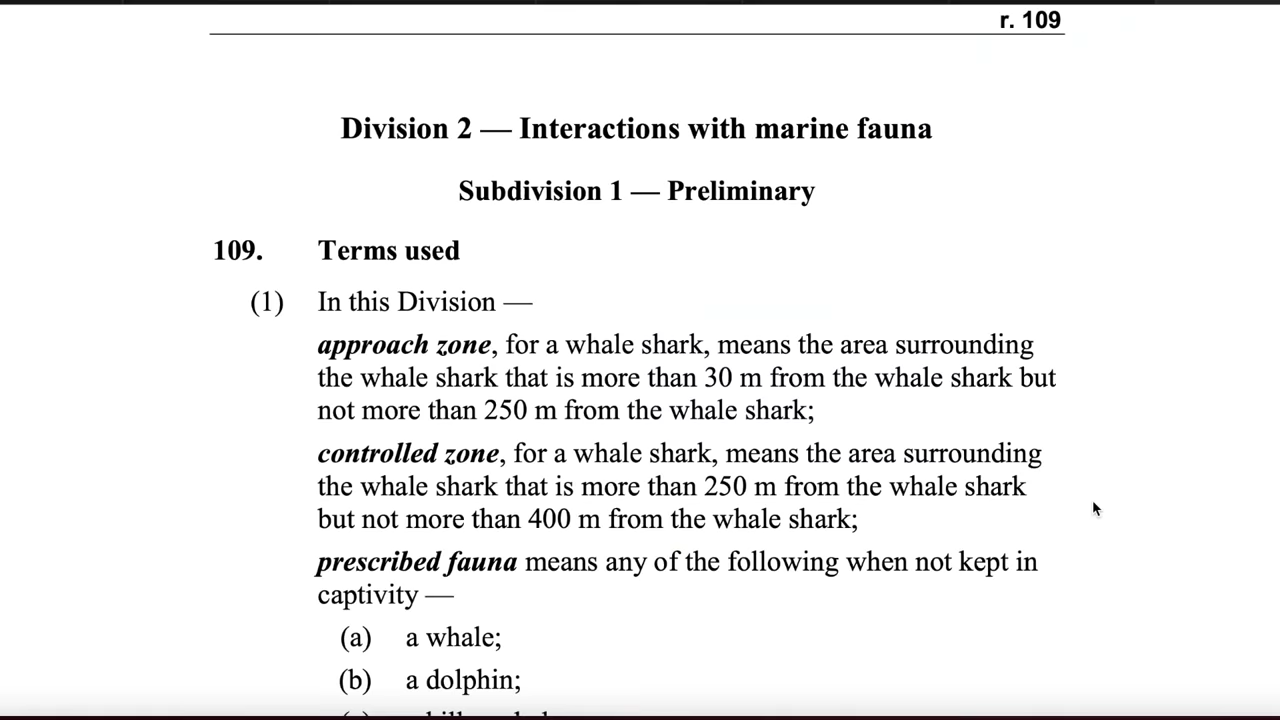 r. 109
Division 2 — Interactions with marine fauna
Subdivision 1 — Preliminary
109. Terms used
(1) In this Division —
approach zone, for a whale shark, means the area surrounding
the whale shark that is more than 30 m from the whale shark but
not more than 250 m from the whale shark;
controlled zone, for a whale shark, means the area surrounding
the whale shark that is more than 250 m from the whale shark
but not more than 400 m from the whale shark;
prescribed fauna means any of the following when not kept in
captivity —
(a) a whale;
(b) a dolphin;